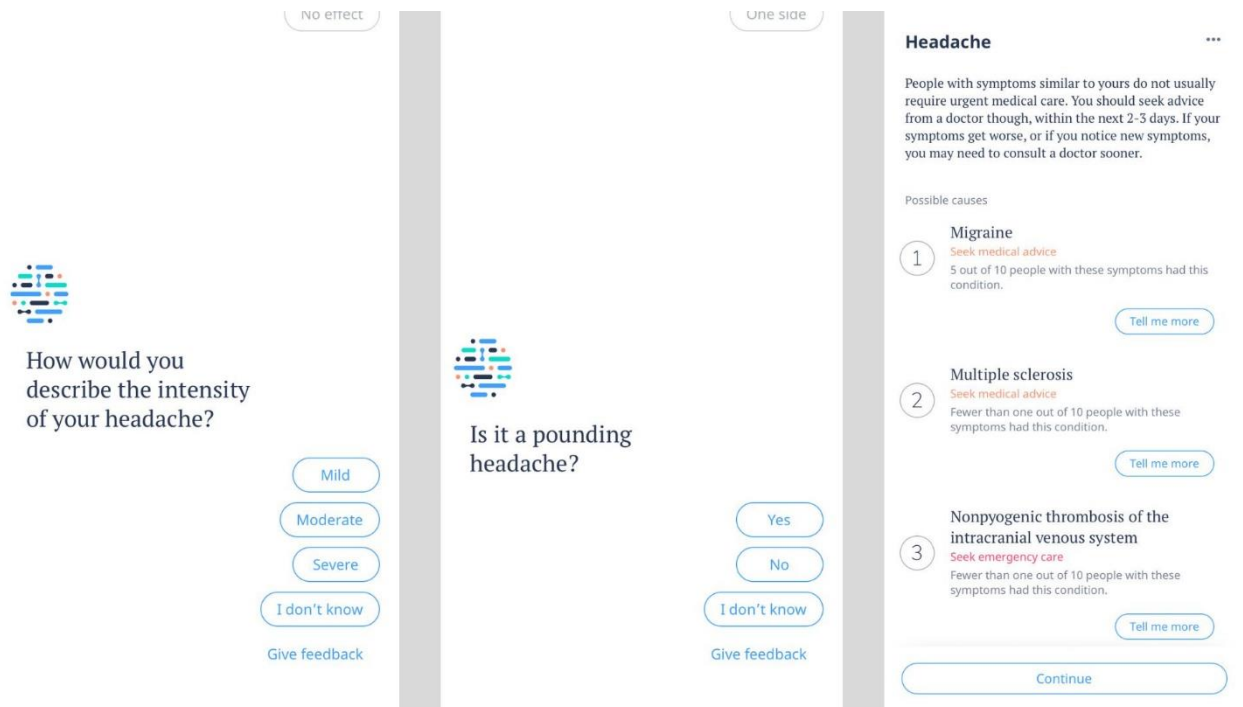 No effect
How would you
describe the intensity
of your headache?
Mild
Moderate
Severe
I don't know
Give feedback
One side
Is it a pounding
headache?
Yes
No
I don't know
Give feedback
Headache
People with symptoms similar to yours do not usually
require urgent medical care. You should seek advice
from a doctor though, within the next 2-3 days. If your
symptoms get worse, or if you notice new symptoms,
you may need to consult a doctor sooner.
Possible causes
1
Migraine
Seek medical advice
5 out of 10 people with these symptoms had this
condition.
Tell me more
2
Multiple sclerosis
Seek medical advice
Fewer than one out of 10 people with these
symptoms had this condition.
Tell me more
3
Nonpyogenic thrombosis of the
intracranial venous system
Seek emergency care
Fewer than one out of 10 people with these
symptoms had this condition.
Tell me more
Continue